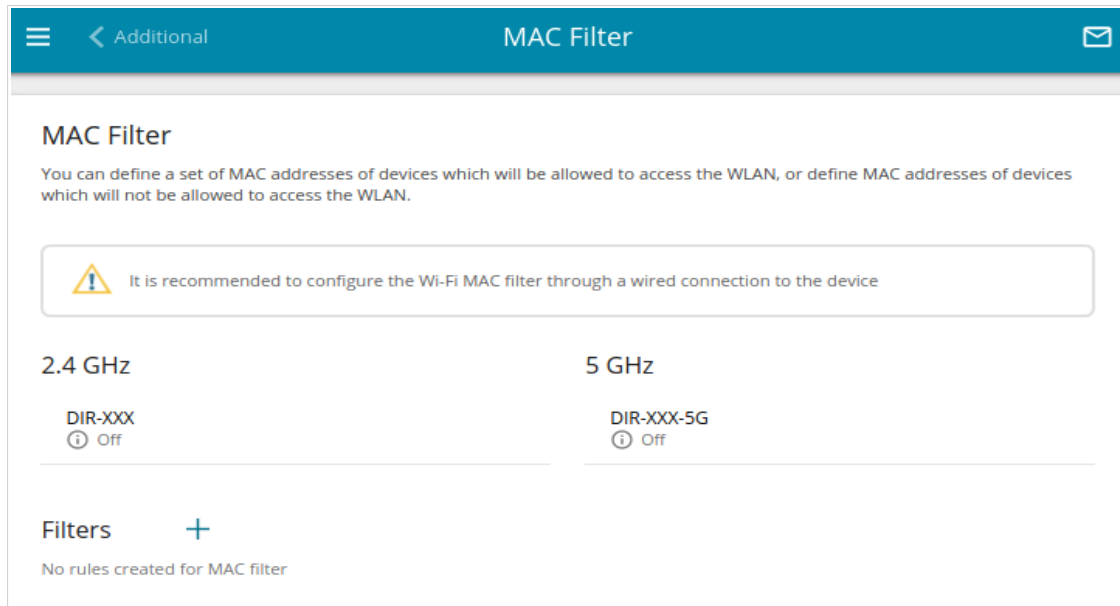 Additional
MAC Filter
MAC Filter
You can define a set of MAC addresses of devices which will be allowed to access the WLAN, or define MAC addresses of devices
which will not be allowed to access the WLAN.
It is recommended to configure the Wi-Fi MAC filter through a wired connection to the device
2.4 GHz
5 GHz
DIR-XXX
Off
DIR-XXX-5G
Off
Filters
No rules created for MAC filter